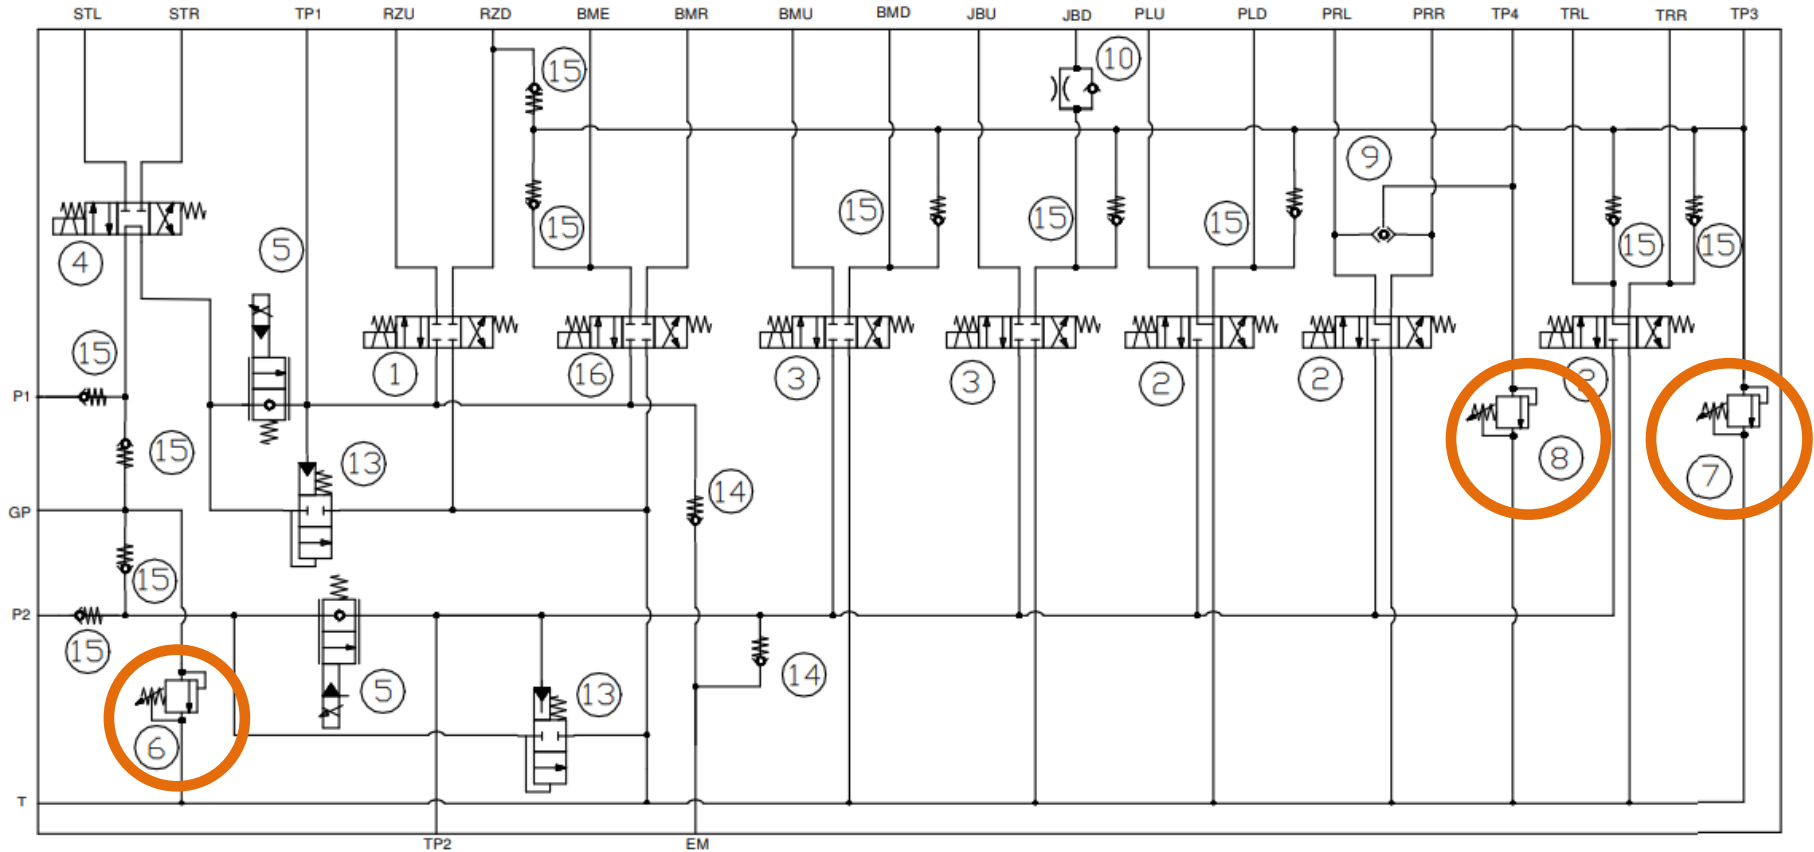 STL STR TP1 RZU RZD BME BMR BMU BMD JBU JBD PLU PLD PRL PRR TP4 TRL TRR TP3
15 10
9
15 15 15 15
4 5 15 15
15
1 16 3 3 2 2 2
P1
15 13 14 8 7
GP
15
P2
15 5 13 14
6
T
TP2 EM